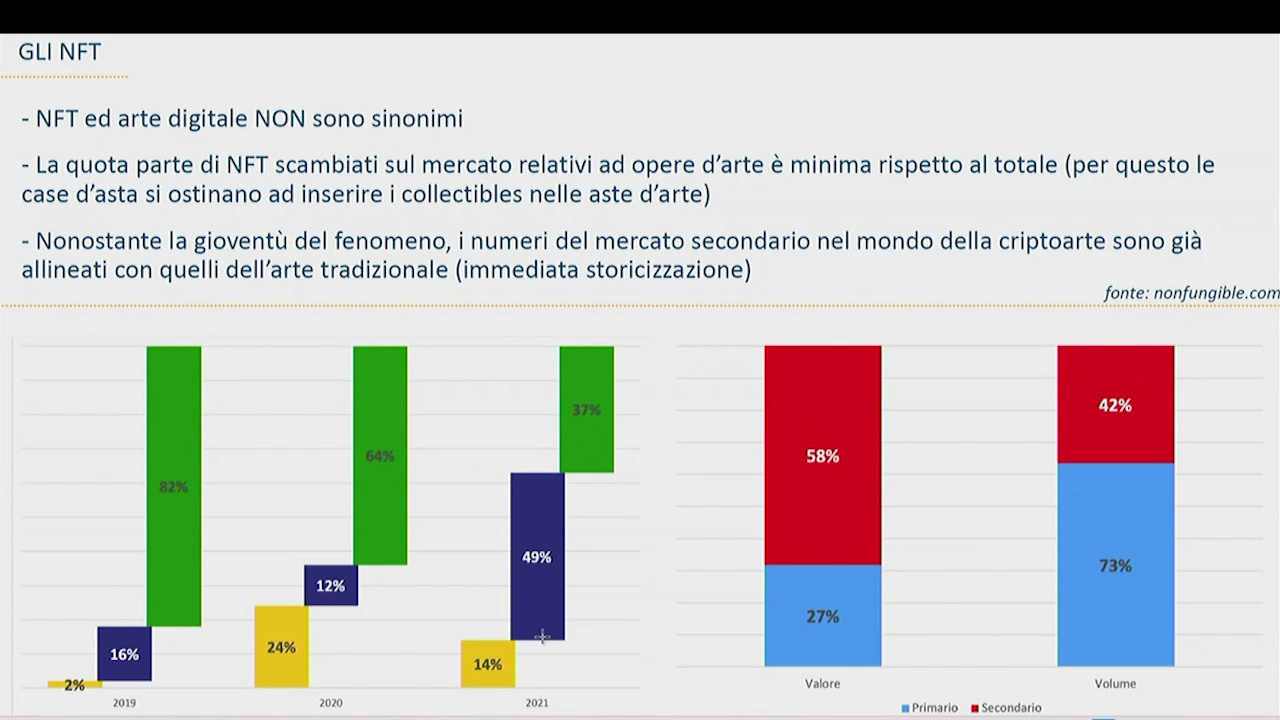 GLI NFT
- NFT ed arte digitale NON sono sinonimi
- La quota parte di NFT scambiati sul mercato relativi ad opere d’arte è minima rispetto al totale (per questo le
case d’asta si ostinano ad inserire i collectibles nelle aste d’arte)
- Nonostante la gioventù del fenomeno, i numeri del mercato secondario nel mondo della criptoarte sono già
allineati con quelli dell’arte tradizionale (immediata storicizzazione)
fonte: nonfungible.com
2%
16%
82%
24%
12%
64%
14%
49%
37%
2019
2020
2021
58%
27%
42%
73%
Valore
Volume
Primario
Secondario